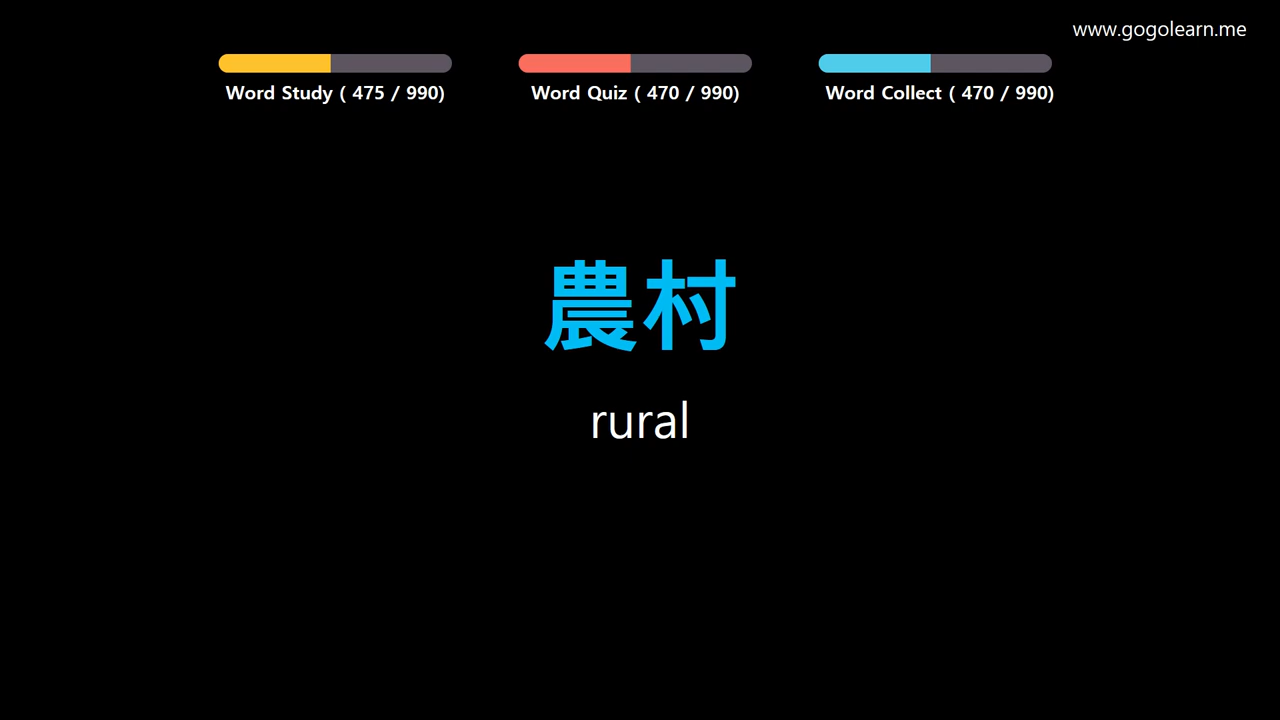 www.gogolearn.me
Word Study ( 475 / 990)
Word Quiz ( 470 / 990)
Word Collect ( 470 / 990)
農村
rural